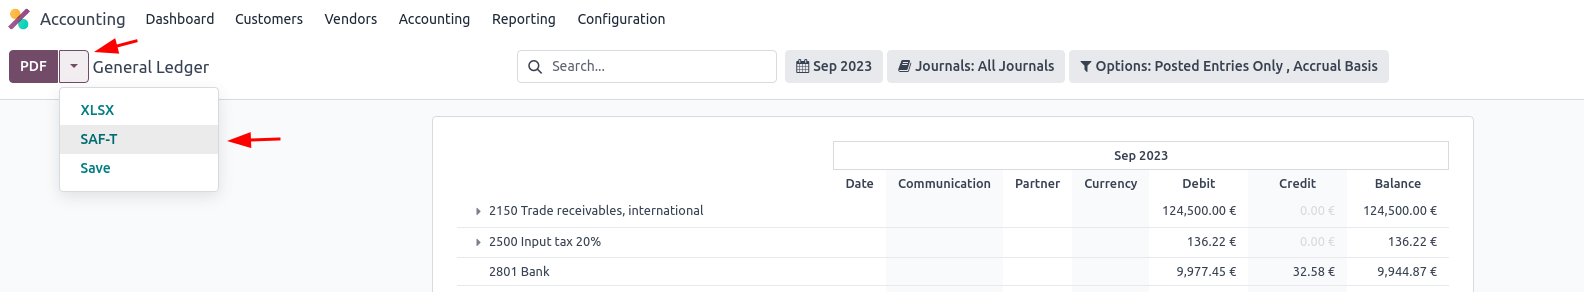 Accounting Dashboard Customers Vendors Accounting Reporting Configuration
PDF General Ledger Search... Sep 2023 Journals: All Journals Options: Posted Entries Only , Accrual Basis
XLSX
SAF-T
Save
Sep 2023
Date Communication Partner Currency Debit Credit Balance
2150 Trade receivables, international 124,500.00 € 0.00 € 124,500.00 €
2500 Input tax 20% 136.22 € 0.00 € 136.22 €
2801 Bank 9,977.45 € 32.58 € 9,944.87 €